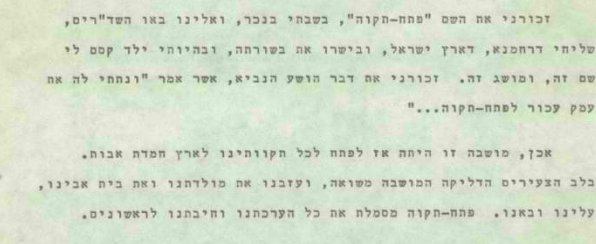 זכורני את השם "פתח-תקוה", בשבתי בנכר, ואלינו באו השד"רים,
שליחי דרחמנא, דארץ ישראל, ובישרו את בשורתה, ובהיותי ילד קסם לי
שם זה, ומושג זה. זכורני את דבר הושע הנביא, אשר אמר "ונתתי לה את
עמק עכור לפתח-תקוה..."
אכן, מושבה זו היתה אז לפתח לכל תקוותינו לארץ חמדת אבות.
בלב הצעירים הדליקה המושבה משואה, ועזבנו את מולדתנו ואת בית אבינו,
עלינו ובאנו. פתח-תקוה מסמלת את כל הערכתנו וחיבתנו לראשונים.